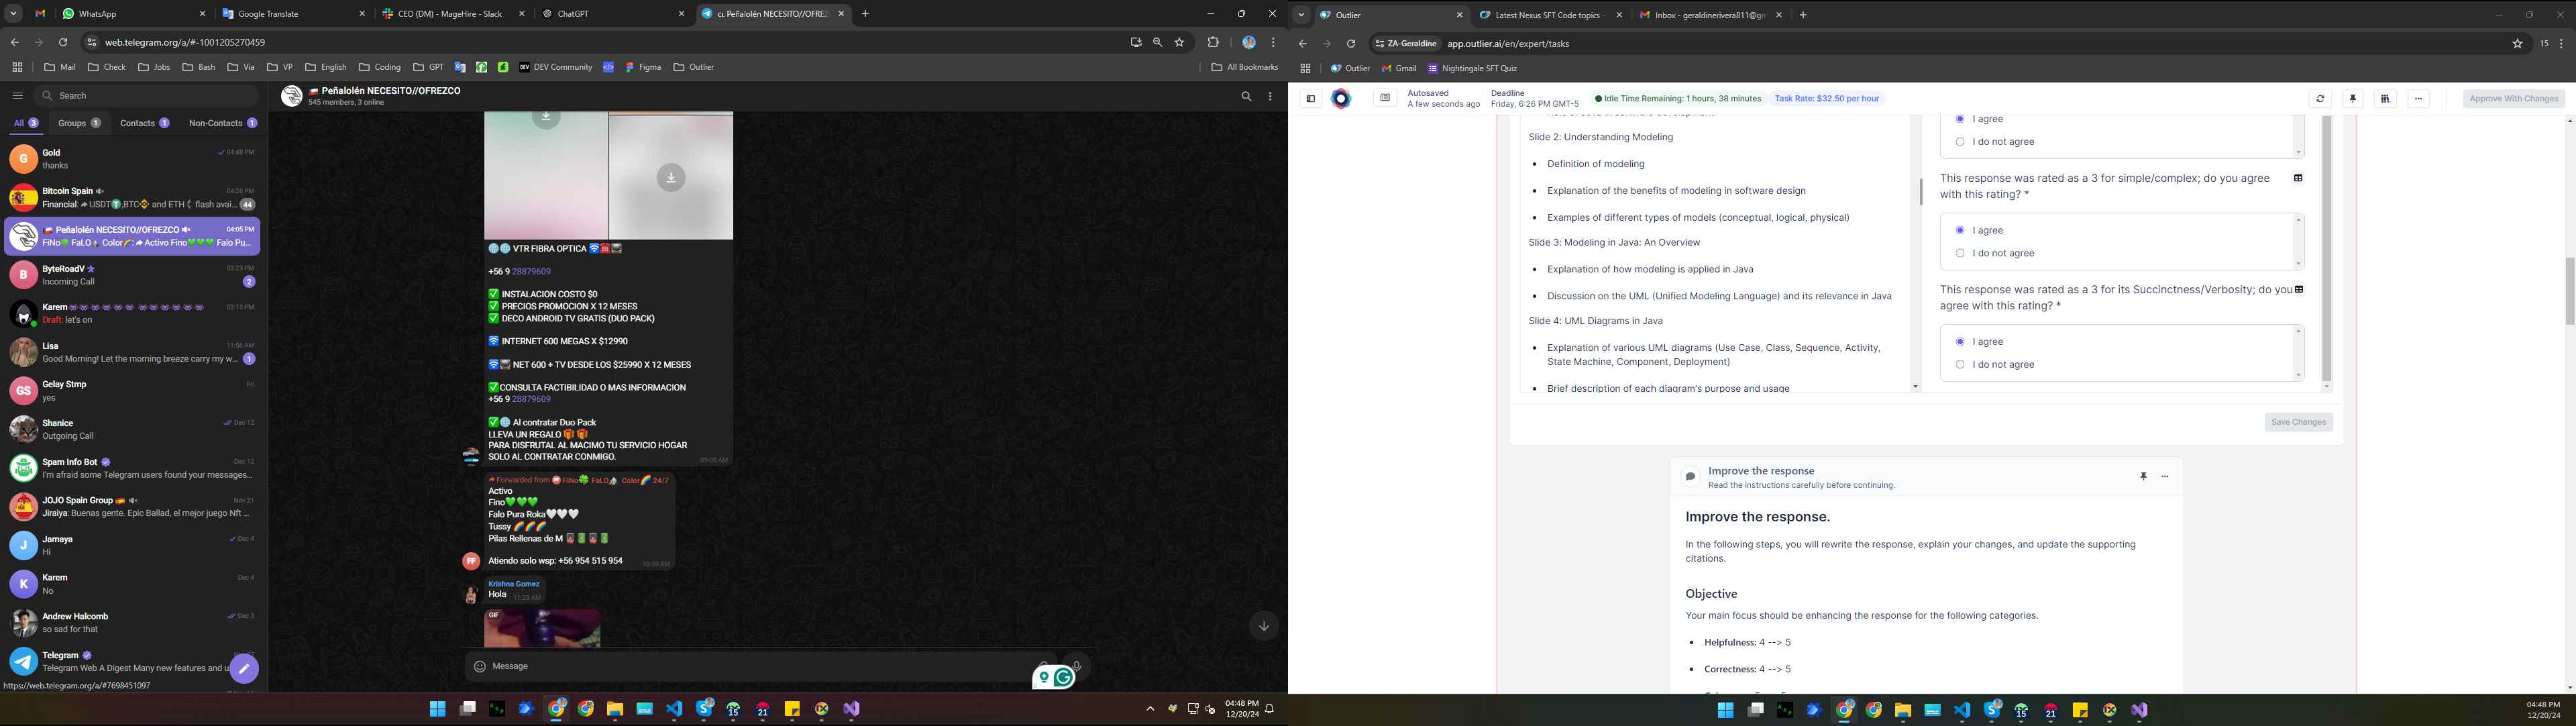 WhatsApp
Google Translate
CEO (DM) - MageHire - Slack
ChatGPT
Peñalolén NECESITO//OFREZ
web.telegram.org/a/#-1001205270459
Mail
Check
Jobs
Bash
Via
VP
English
Coding
GPT
DEV Community
Figma
Outlier
All Bookmarks
Search
All 3
Groups 1
Contacts 1
Non-Contacts 1
Gold
04:48 PM
thanks
Bitcoin Spain
04:26 PM
Financial: USDT,BTC and ETH flash avai...
44
Peñalolén NECESITO//OFREZCO
04:05 PM
FiNo FaLO Color: Activo Fino Falo Pu...
ByteRoadV
03:23 PM
Incoming Call
2
Karem
02:15 PM
Draft: let's on
Lisa
11:56 AM
Good Morning! Let the morning breeze carry my w...
1
GS
Gelay Stmp
Fri
yes
Shanice
Dec 12
Outgoing Call
Spam Info Bot
Dec 12
I'm afraid some Telegram users found your messages...
JOJO Spain Group
Nov 21
Jiraiya: Buenas gente. Epic Ballad, el mejor juego Nft ...
Jamaya
Dec 4
Hi
Karem
Dec 4
No
Andrew Halcomb
Dec 3
so sad for that
Telegram
Telegram Web A Digest Many new features and u
https://web.telegram.org/a/#7698451097
Peñalolén NECESITO//OFREZCO
545 members, 3 online
VTR FIBRA OPTICA
+56 9 28879609
INSTALACION COSTO $0
PRECIOS PROMOCION X 12 MESES
DECO ANDROID TV GRATIS (DUO PACK)
INTERNET 600 MEGAS X $12990
NET 600 + TV DESDE LOS $25990 X 12 MESES
CONSULTA FACTIBILIDAD O MAS INFORMACION
+56 9 28879609
Al contratar Duo Pack
LLEVA UN REGALO
PARA DISFRUTAL AL MACIMO TU SERVICIO HOGAR
SOLO AL CONTRATAR CONMIGO.
09:05 AM
Forwarded from FiNo FaLO Color 24/7
Activo
Fino
Falo Pura Roka
Tussy
Pilas Rellenas de M
Atiendo solo wsp: +56 954 515 954
10:59 AM
FF
Krishna Gomez
Hola
11:23 AM
GIF
Message
04:48 PM
12/20/24
Outlier
Latest Nexus SFT Code topics
Inbox - geraldinerivera811@gm
ZA-Geraldine
app.outlier.ai/en/expert/tasks
15
Outlier
Gmail
Nightingale SFT Quiz
Autosaved
A few seconds ago
Deadline
Friday, 6:26 PM GMT-5
Idle Time Remaining: 1 hours, 38 minutes
Task Rate: $32.50 per hour
Approve With Changes
Slide 2: Understanding Modeling
• Definition of modeling
• Explanation of the benefits of modeling in software design
• Examples of different types of models (conceptual, logical, physical)
Slide 3: Modeling in Java: An Overview
• Explanation of how modeling is applied in Java
• Discussion on the UML (Unified Modeling Language) and its relevance in Java
Slide 4: UML Diagrams in Java
• Explanation of various UML diagrams (Use Case, Class, Sequence, Activity,
State Machine, Component, Deployment)
• Brief description of each diagram's purpose and usage
I agree
I do not agree
This response was rated as a 3 for simple/complex; do you agree
with this rating? *
I agree
I do not agree
This response was rated as a 3 for its Succinctness/Verbosity; do you
agree with this rating? *
I agree
I do not agree
Save Changes
Improve the response
Read the instructions carefully before continuing.
Improve the response.
In the following steps, you will rewrite the response, explain your changes, and update the supporting
citations.
Objective
Your main focus should be enhancing the response for the following categories.
• Helpfulness: 4 --> 5
• Correctness: 4 --> 5
04:48 PM
12/20/24